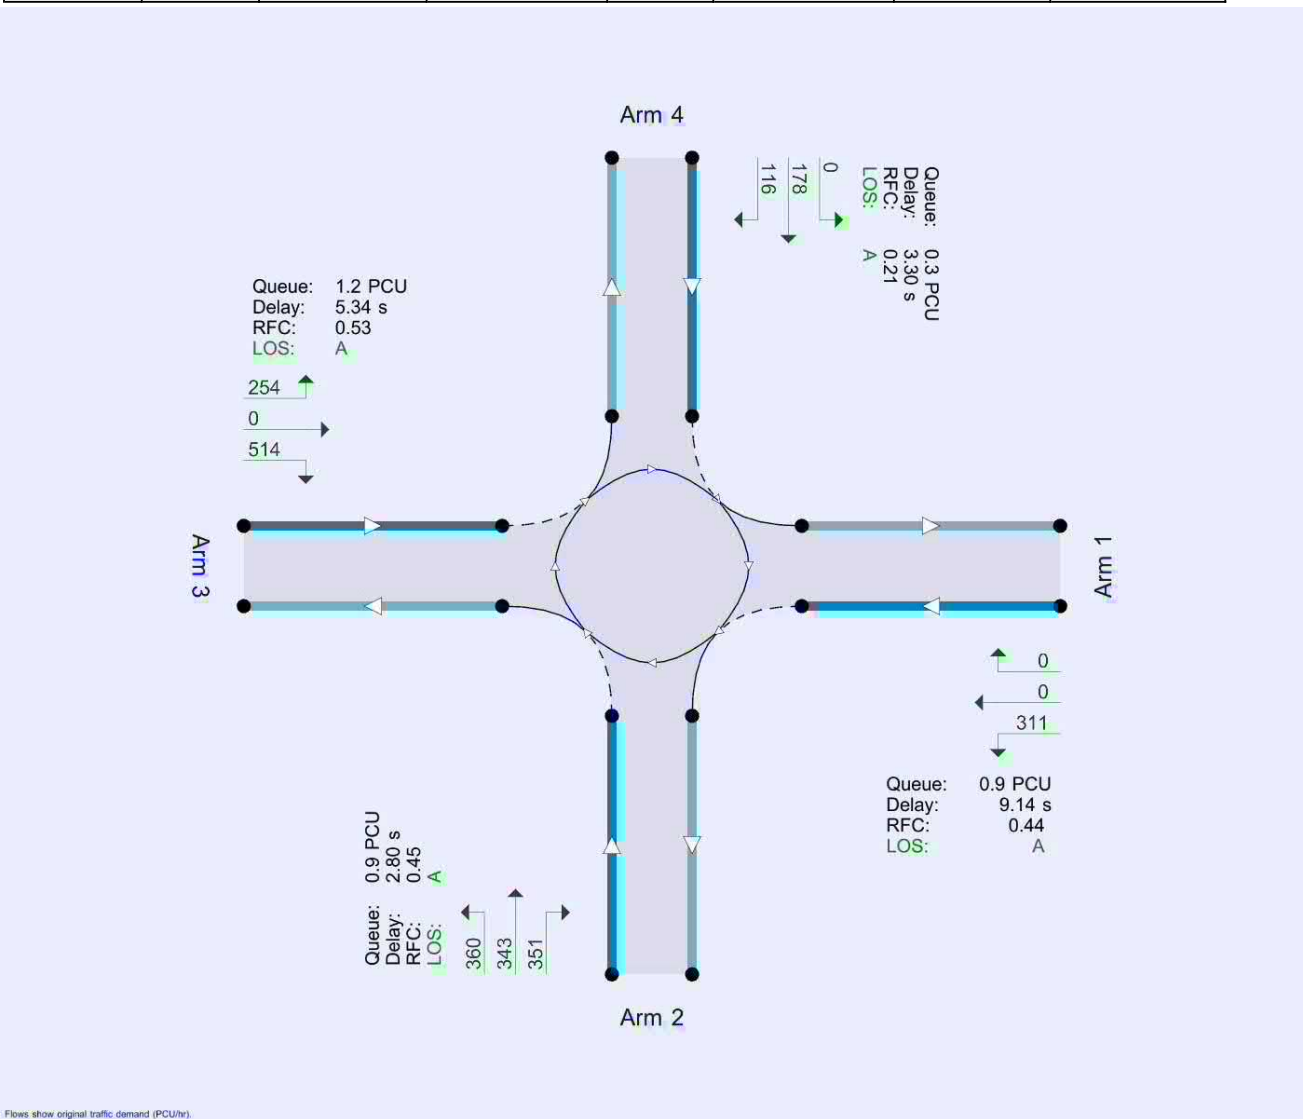 Arm 4
116
178
0
Queue: 0.3 PCU
Delay: 3.30 s
RFC: 0.21
LOS: A
Queue: 1.2 PCU
Delay: 5.34 s
RFC: 0.53
LOS: A
254
0
514
Arm 3
Arm 1
0
0
311
Queue: 0.9 PCU
Delay: 9.14 s
RFC: 0.44
LOS: A
Queue: 0.9 PCU
Delay: 2.80 s
RFC: 0.45
LOS: A
360
343
351
Arm 2
Flows show original traffic demand (PCU/hr).